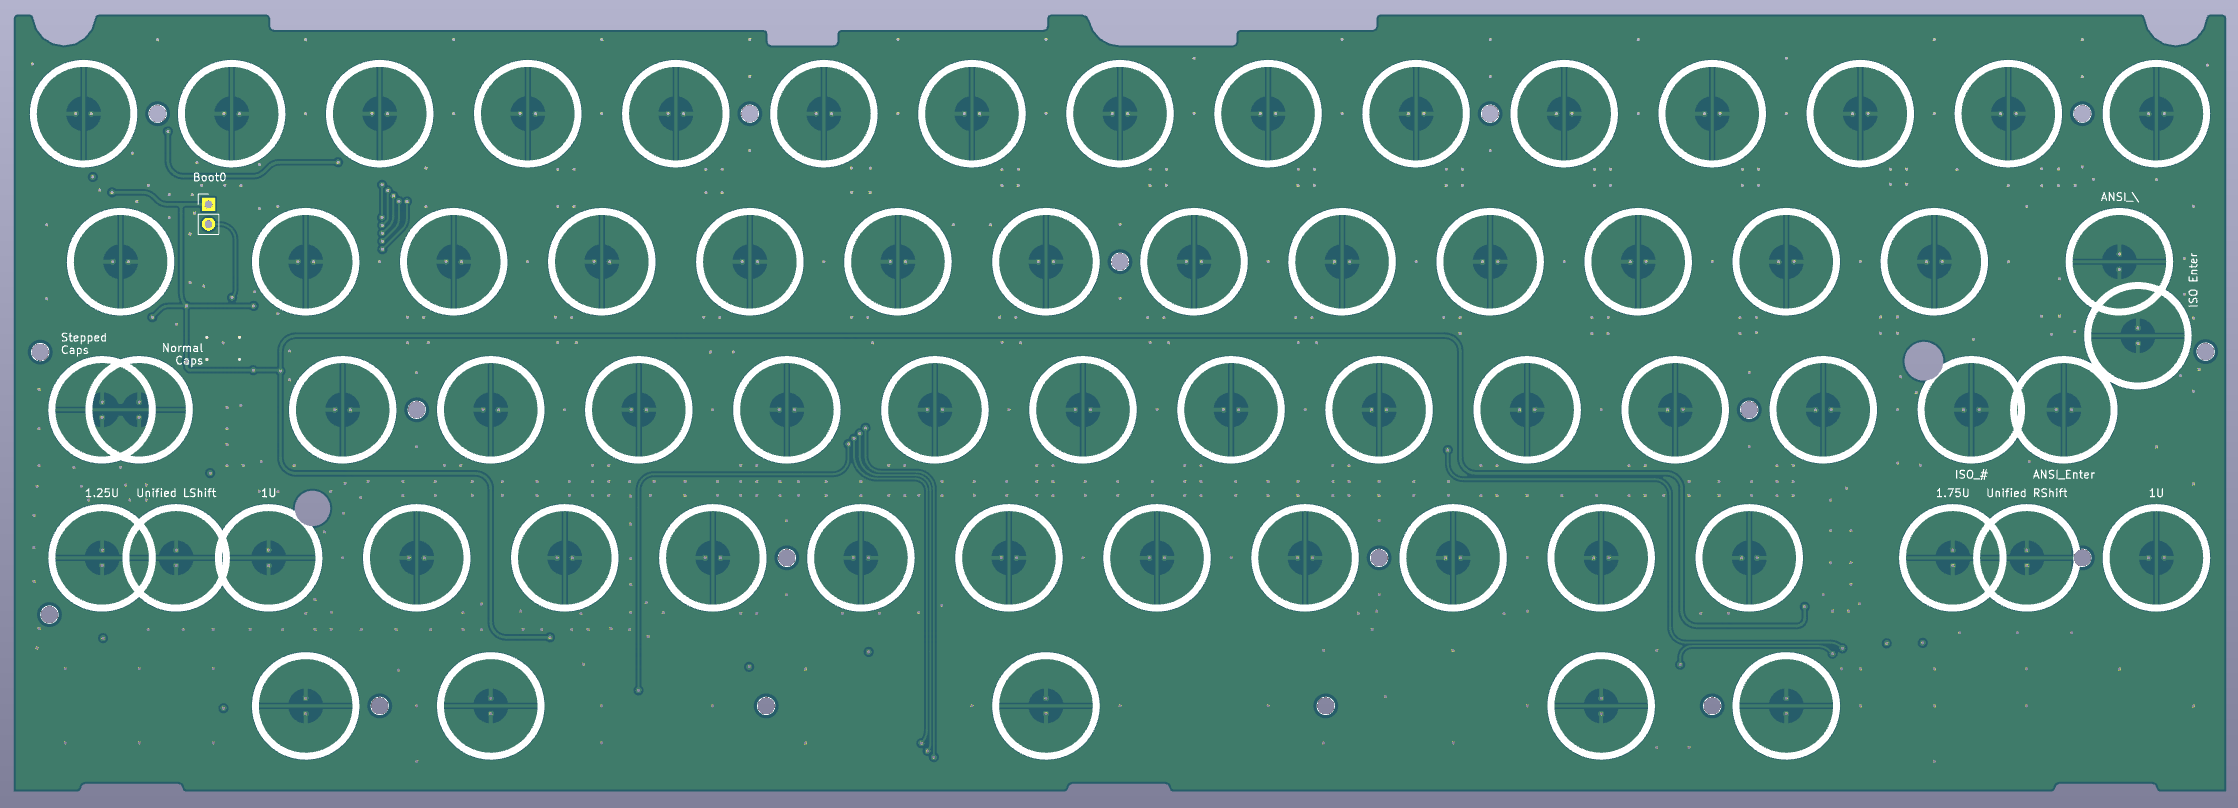 Boot0
ANSI_\
ISO Enter
Stepped
Caps
Normal
Caps
ISO_#
ANSI_Enter
1.25U
Unified LShift
1U
1.75U
Unified RShift
1U